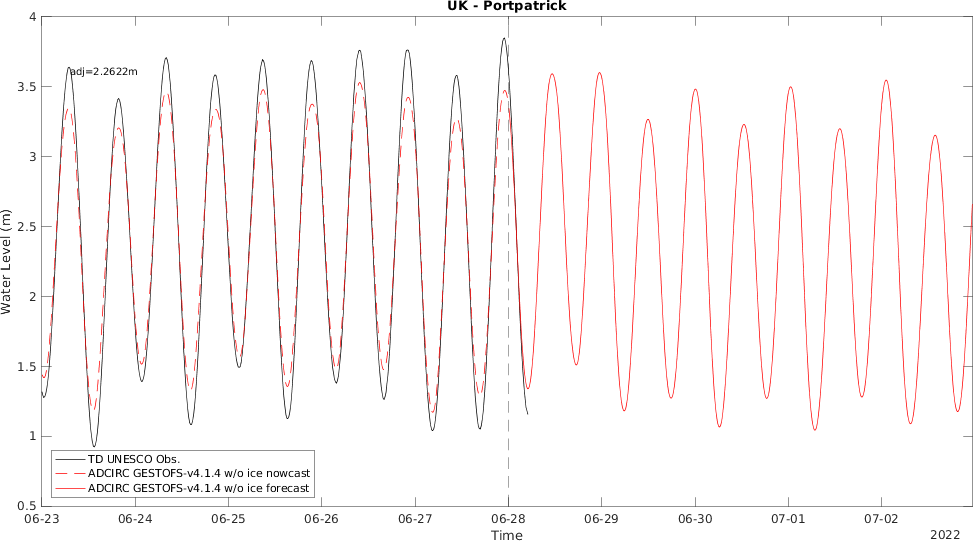 UK - Portpatrick
4
adj=2.2622m
3.5
3
2.5
Water Level (m)
2
1.5
1
TD UNESCO Obs.
ADCIRC GESTOFS-v4.1.4 w/o ice nowcast
ADCIRC GESTOFS-v4.1.4 w/o ice forecast
0.5
06-23 06-24 06-25 06-26 06-27 06-28 06-29 06-30 07-01 07-02
Time
2022